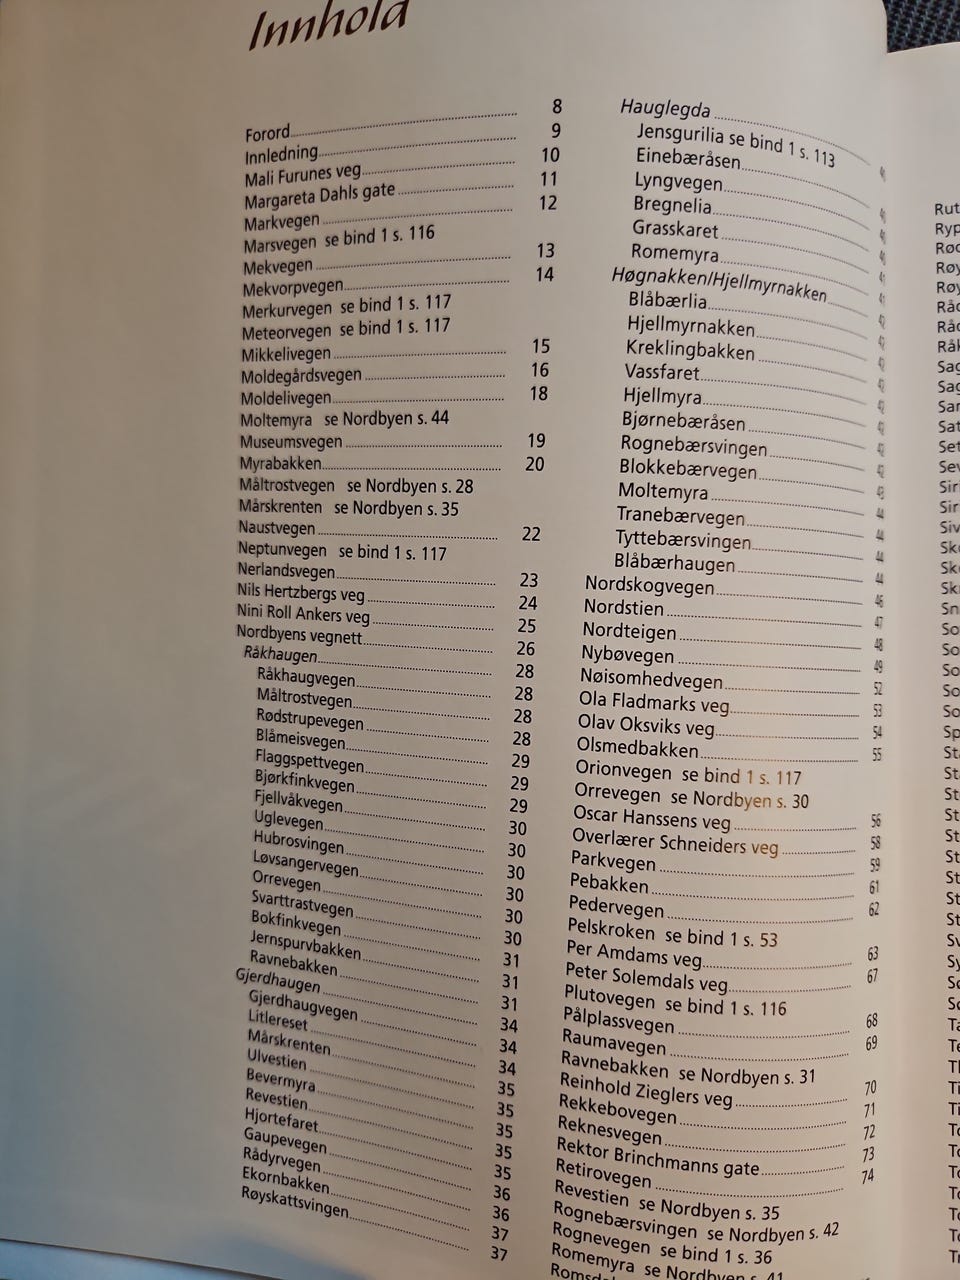 Innhold
Forord 8
Innledning 9
Mali Furunes veg 10
Margareta Dahls gate 11
Markvegen 12
Marsvegen se bind 1 s. 116
Mekvegen 13
Mekvorpvegen 14
Merkurvegen se bind 1 s. 117
Meteorvegen se bind 1 s. 117
Mikkelivegen 15
Moldegårdsvegen 16
Moldelivegen 18
Moltemyra se Nordbyen s. 44
Museumsvegen 19
Myrabakken 20
Måltrostvegen se Nordbyen s. 28
Mårskrenten se Nordbyen s. 35
Naustvegen 22
Neptunvegen se bind 1 s. 117
Nerlandsvegen 23
Nils Hertzbergs veg 24
Nini Roll Ankers veg 25
Nordbyens vegnett 26
Råkhaugen 28
Råkhaugvegen 28
Måltrostvegen 28
Rødstrupevegen 28
Blåmeisvegen 29
Flaggspettvegen 29
Bjørkfinkvegen 29
Fjellvåkvegen 30
Uglevegen 30
Hubrosvingen 30
Løvsangervegen 30
Orrevegen 30
Svarttrastvegen 30
Bokfinkvegen 31
Jernspurvbakken 31
Ravnebakken 31
Gjerdhaugen 34
Gjerdhaugvegen 34
Litlereset 34
Mårskrenten 35
Ulvestien 35
Bevermyra 35
Revestien 35
Hjortefaret 35
Gaupevegen 36
Rådyrvegen 36
Ekornbakken 37
Røyskattsvingen 37
Hauglegda
Jensgurilia se bind 1 s. 113
Einebæråsen
Lyngvegen
Bregnelia
Grasskaret
Romemyra
Høgnakken/Hjellmyrnakken
Blåbærlia
Hjellmyrnakken
Kreklingbakken
Vassfaret
Hjellmyra
Bjørnebæråsen
Rognebærsvingen
Blokkebærvegen
Moltemyra 44
Tranebærvegen 44
Tyttebærsvingen 44
Blåbærhaugen 44
Nordskogvegen 46
Nordstien 47
Nordteigen 48
Nybøvegen 49
Nøisomhedvegen 52
Ola Fladmarks veg 53
Olav Oksviks veg 54
Olsmedbakken 55
Orionvegen se bind 1 s. 117
Orrevegen se Nordbyen s. 30
Oscar Hanssens veg 56
Overlærer Schneiders veg 58
Parkvegen 59
Pebakken 61
Pedervegen 62
Pelskroken se bind 1 s. 53
Per Amdams veg 63
Peter Solemdals veg 67
Plutovegen se bind 1 s. 116
Pålplassvegen 68
Raumavegen 69
Ravnebakken se Nordbyen s. 31
Reinhold Zieglers veg 70
Rekkebovegen 71
Reknesvegen 72
Rektor Brinchmanns gate 73
Retirovegen 74
Revestien se Nordbyen s. 35
Rognebærsvingen se Nordbyen s. 42
Rognevegen se bind 1 s. 36
Romemyra se Nordbyen s. 41